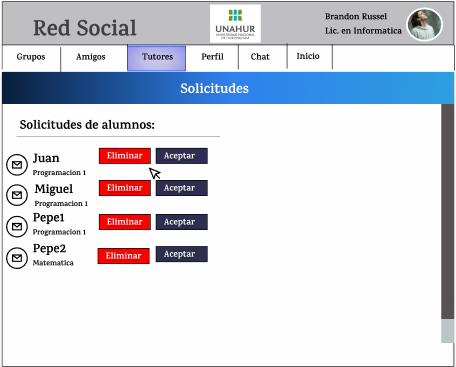 Red Social
UNAHUR
UNIVERSIDAD NACIONAL
DE HURLINGHAM
Brandon Russel
Lic. en Informatica
Grupos Amigos Tutores Perfil Chat Inicio
Solicitudes
Solicitudes de alumnos:
Juan Eliminar Aceptar
Programacion 1
Miguel Eliminar Aceptar
Programacion 1
Pepe1 Eliminar Aceptar
Programacion 1
Pepe2 Eliminar Aceptar
Matematica